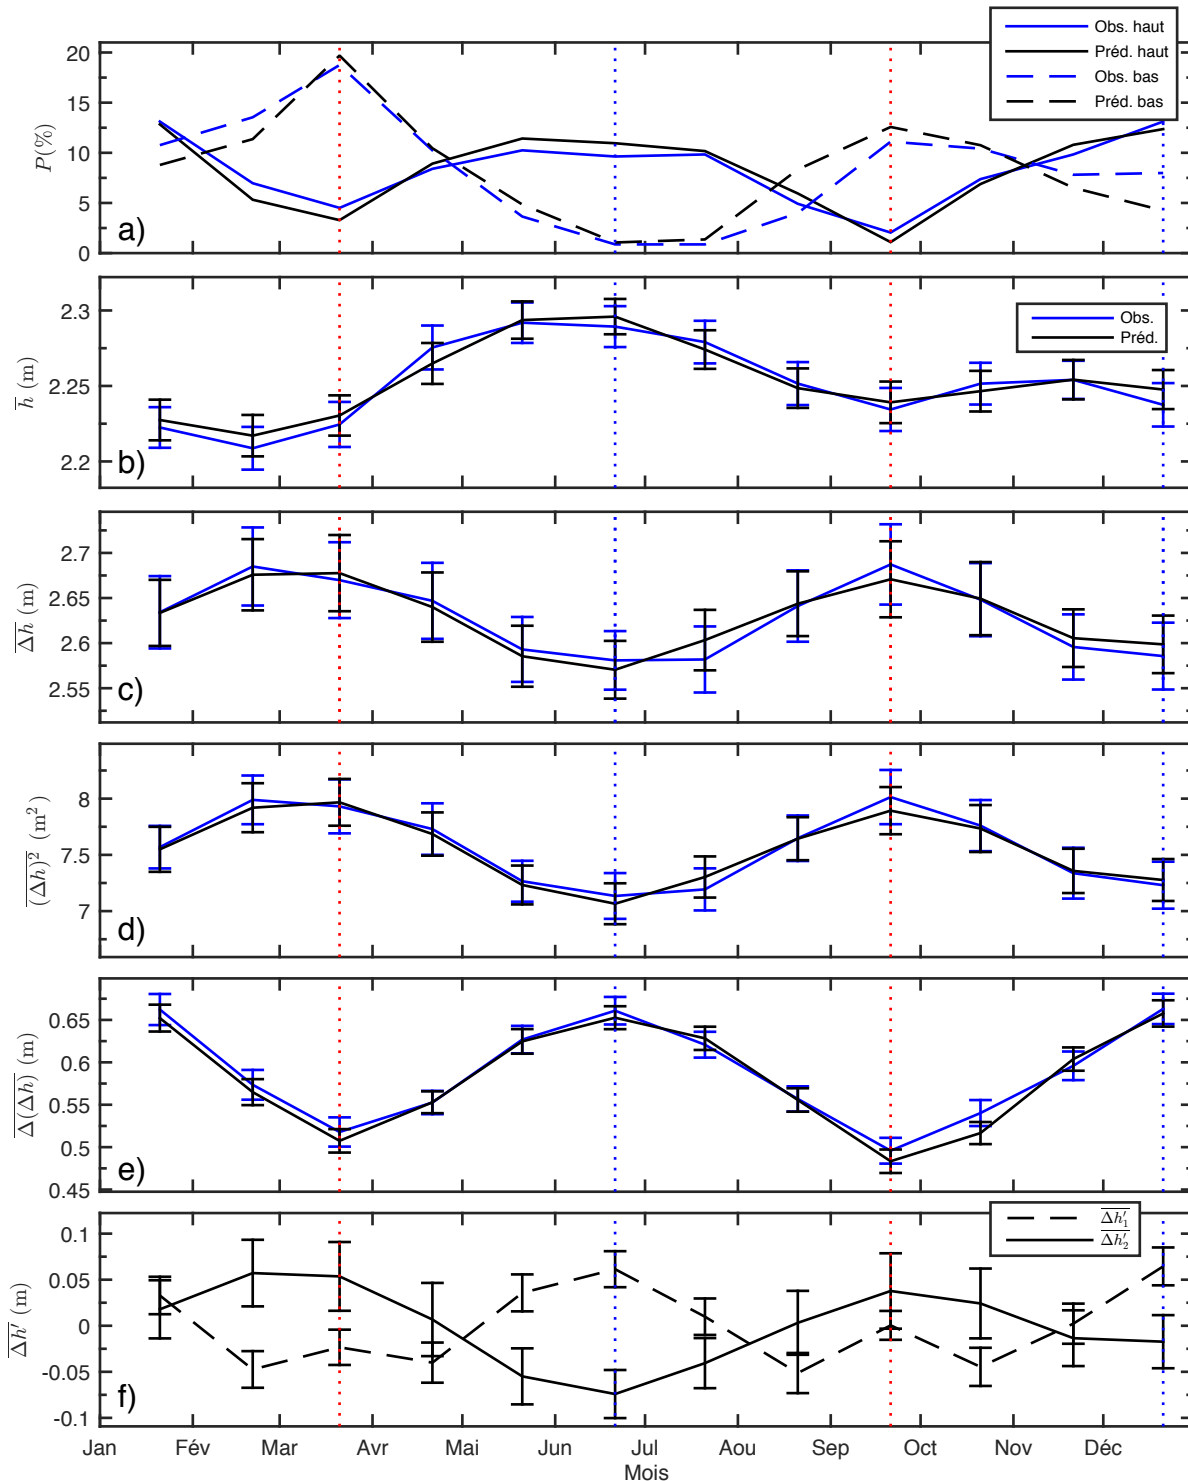 Obs. haut
Préd. haut
Obs. bas
Préd. bas
20
15
10
5
0
P(%)
a)
Obs.
Préd.
2.3
2.25
2.2
h (m)
b)
2.7
2.65
2.6
2.55
Δh (m)
c)
8
7.5
7
(Δh)² (m²)
d)
0.65
0.6
0.55
0.5
0.45
Δ(Δh) (m)
e)
Δh′₁
Δh′₂
0.1
0.05
0
-0.05
-0.1
Δh′ (m)
f)
Jan Fév Mar Avr Mai Jun Jul Aou Sep Oct Nov Déc
Mois